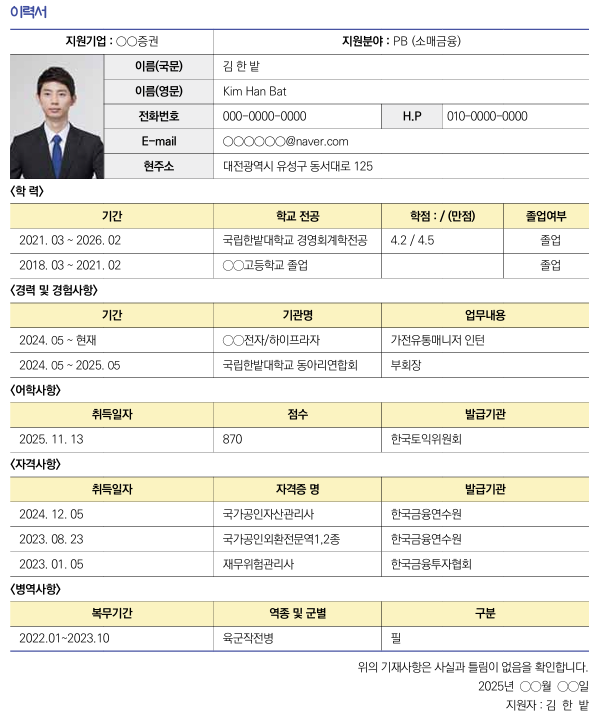 이력서
지원기업 : ○○증권 지원분야 : PB (소매금융)
이름(국문) 김 한 밭
이름(영문) Kim Han Bat
전화번호 000-0000-0000 H.P 010-0000-0000
E-mail ○○○○○○@naver.com
현주소 대전광역시 유성구 동서대로 125
<학 력>
기간 학교 전공 학점 : / (만점) 졸업여부
2021. 03 ~ 2026. 02 국립한밭대학교 경영회계학전공 4.2 / 4.5 졸업
2018. 03 ~ 2021. 02 ○○고등학교 졸업 졸업
<경력 및 경험사항>
기간 기관명 업무내용
2024. 05 ~ 현재 ○○전자/하이프라자 가전유통매니저 인턴
2024. 05 ~ 2025. 05 국립한밭대학교 동아리연합회 부회장
<어학사항>
취득일자 점수 발급기관
2025. 11. 13 870 한국토익위원회
<자격사항>
취득일자 자격증 명 발급기관
2024. 12. 05 국가공인자산관리사 한국금융연수원
2023. 08. 23 국가공인외환전문역1,2종 한국금융연수원
2023. 01. 05 재무위험관리사 한국금융투자협회
<병역사항>
복무기간 역종 및 군별 구분
2022.01~2023.10 육군작전병 필
위의 기재사항은 사실과 틀림이 없음을 확인합니다.
2025년 ○○월 ○○일
지원자 : 김 한 밭